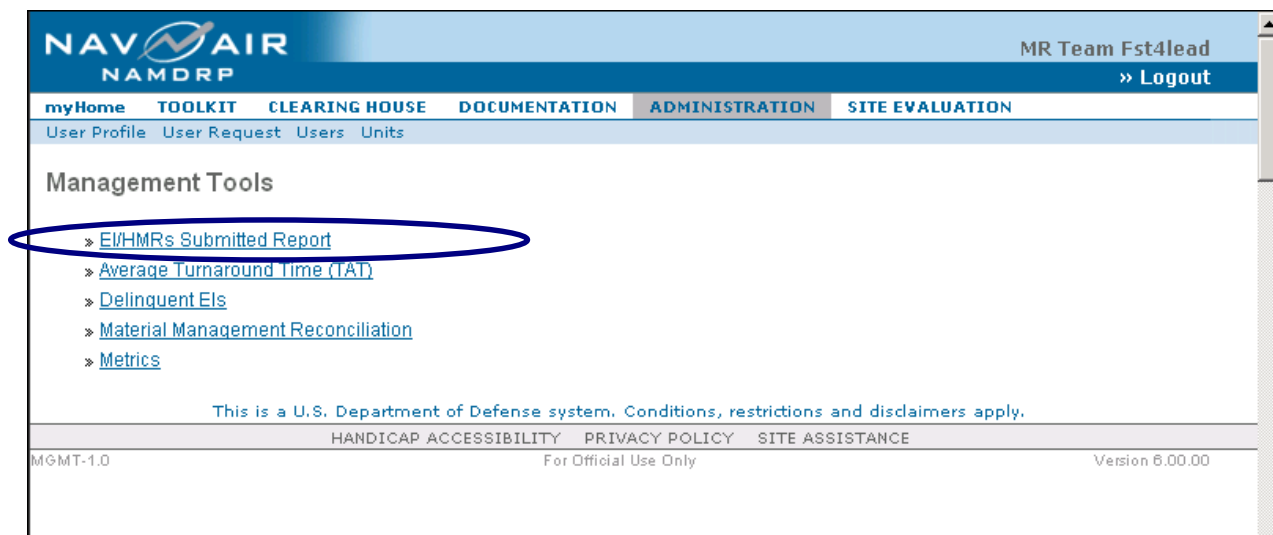 NAVAIR
MR Team Fst4lead
NAMDRP
» Logout
myHome TOOLKIT CLEARING HOUSE DOCUMENTATION ADMINISTRATION SITE EVALUATION
User Profile User Request Users Units
Management Tools
» EI/HMRs Submitted Report
» Average Turnaround Time (TAT)
» Delinquent EIs
» Material Management Reconciliation
» Metrics
This is a U.S. Department of Defense system. Conditions, restrictions and disclaimers apply.
HANDICAP ACCESSIBILITY PRIVACY POLICY SITE ASSISTANCE
MGMT-1.0 For Official Use Only Version 6.00.00